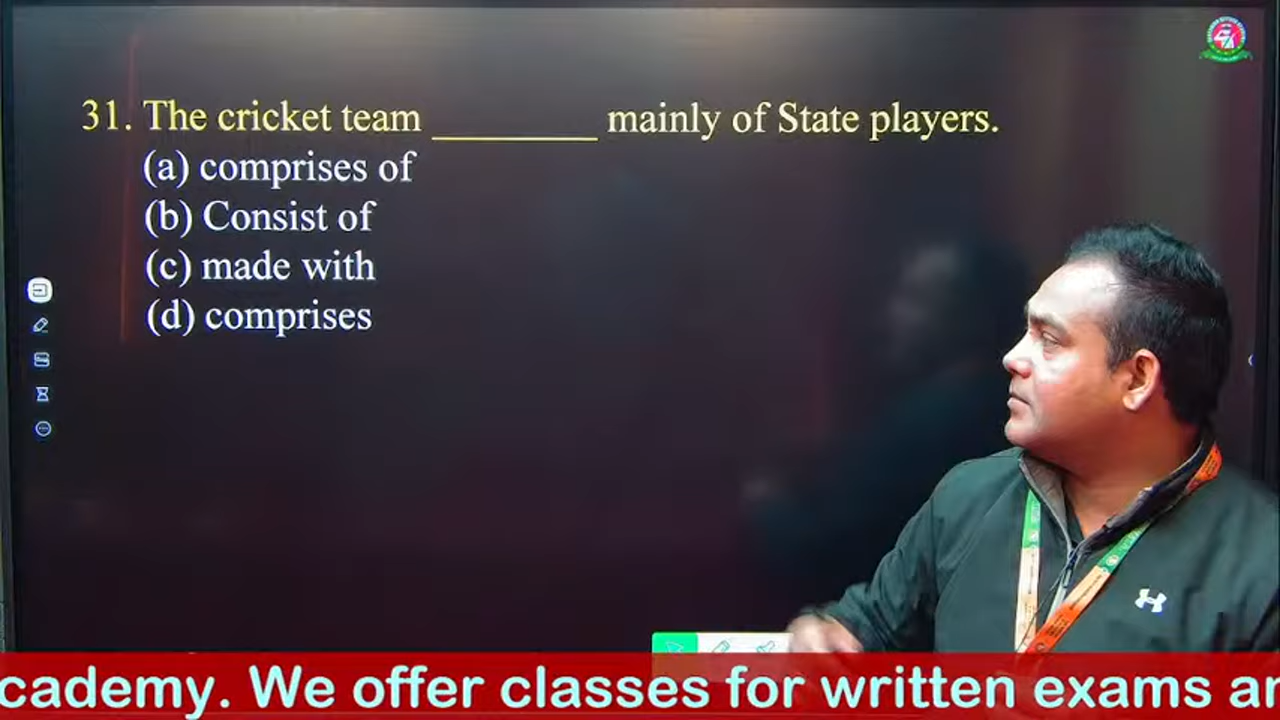 31. The cricket team ________ mainly of State players.
(a) comprises of
(b) Consist of
(c) made with
(d) comprises
cademy. We offer classes for written exams ar